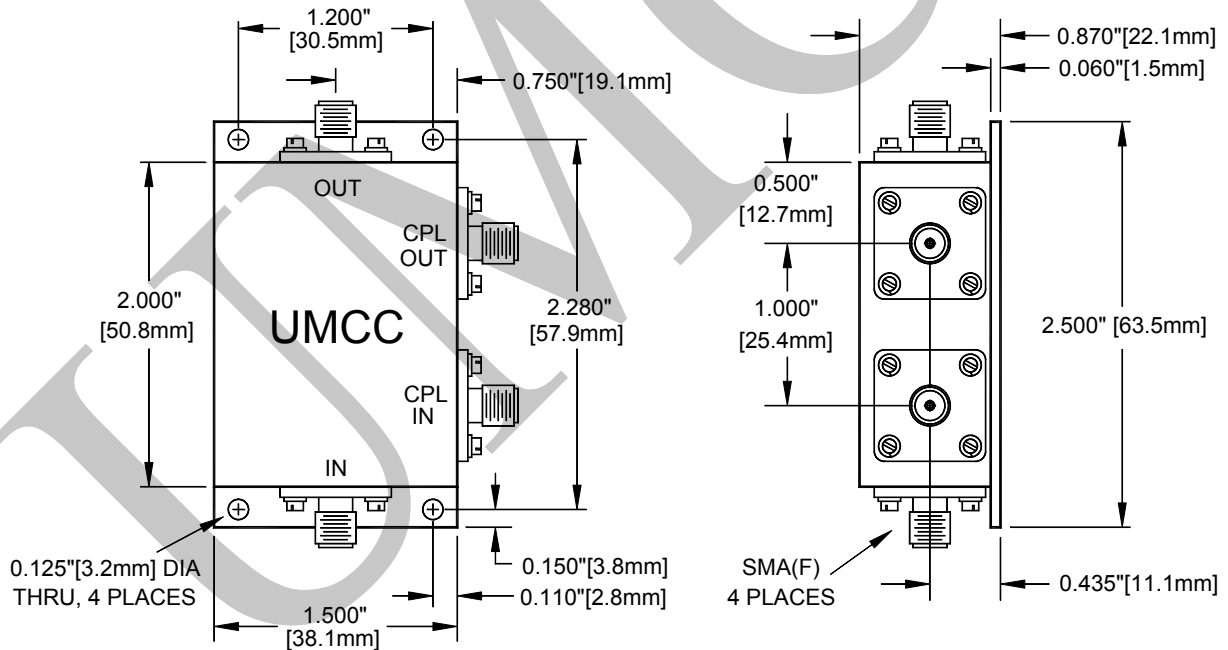 1.200"
[30.5mm]
0.750"[19.1mm]
OUT
CPL
OUT
2.000"
[50.8mm]
UMCC
2.280"
[57.9mm]
CPL
IN
IN
0.125"[3.2mm] DIA
THRU, 4 PLACES
0.150"[3.8mm]
0.110"[2.8mm]
1.500"
[38.1mm]
0.870"[22.1mm]
0.060"[1.5mm]
0.500"
[12.7mm]
1.000"
[25.4mm]
2.500" [63.5mm]
SMA(F)
4 PLACES
0.435"[11.1mm]
UMC